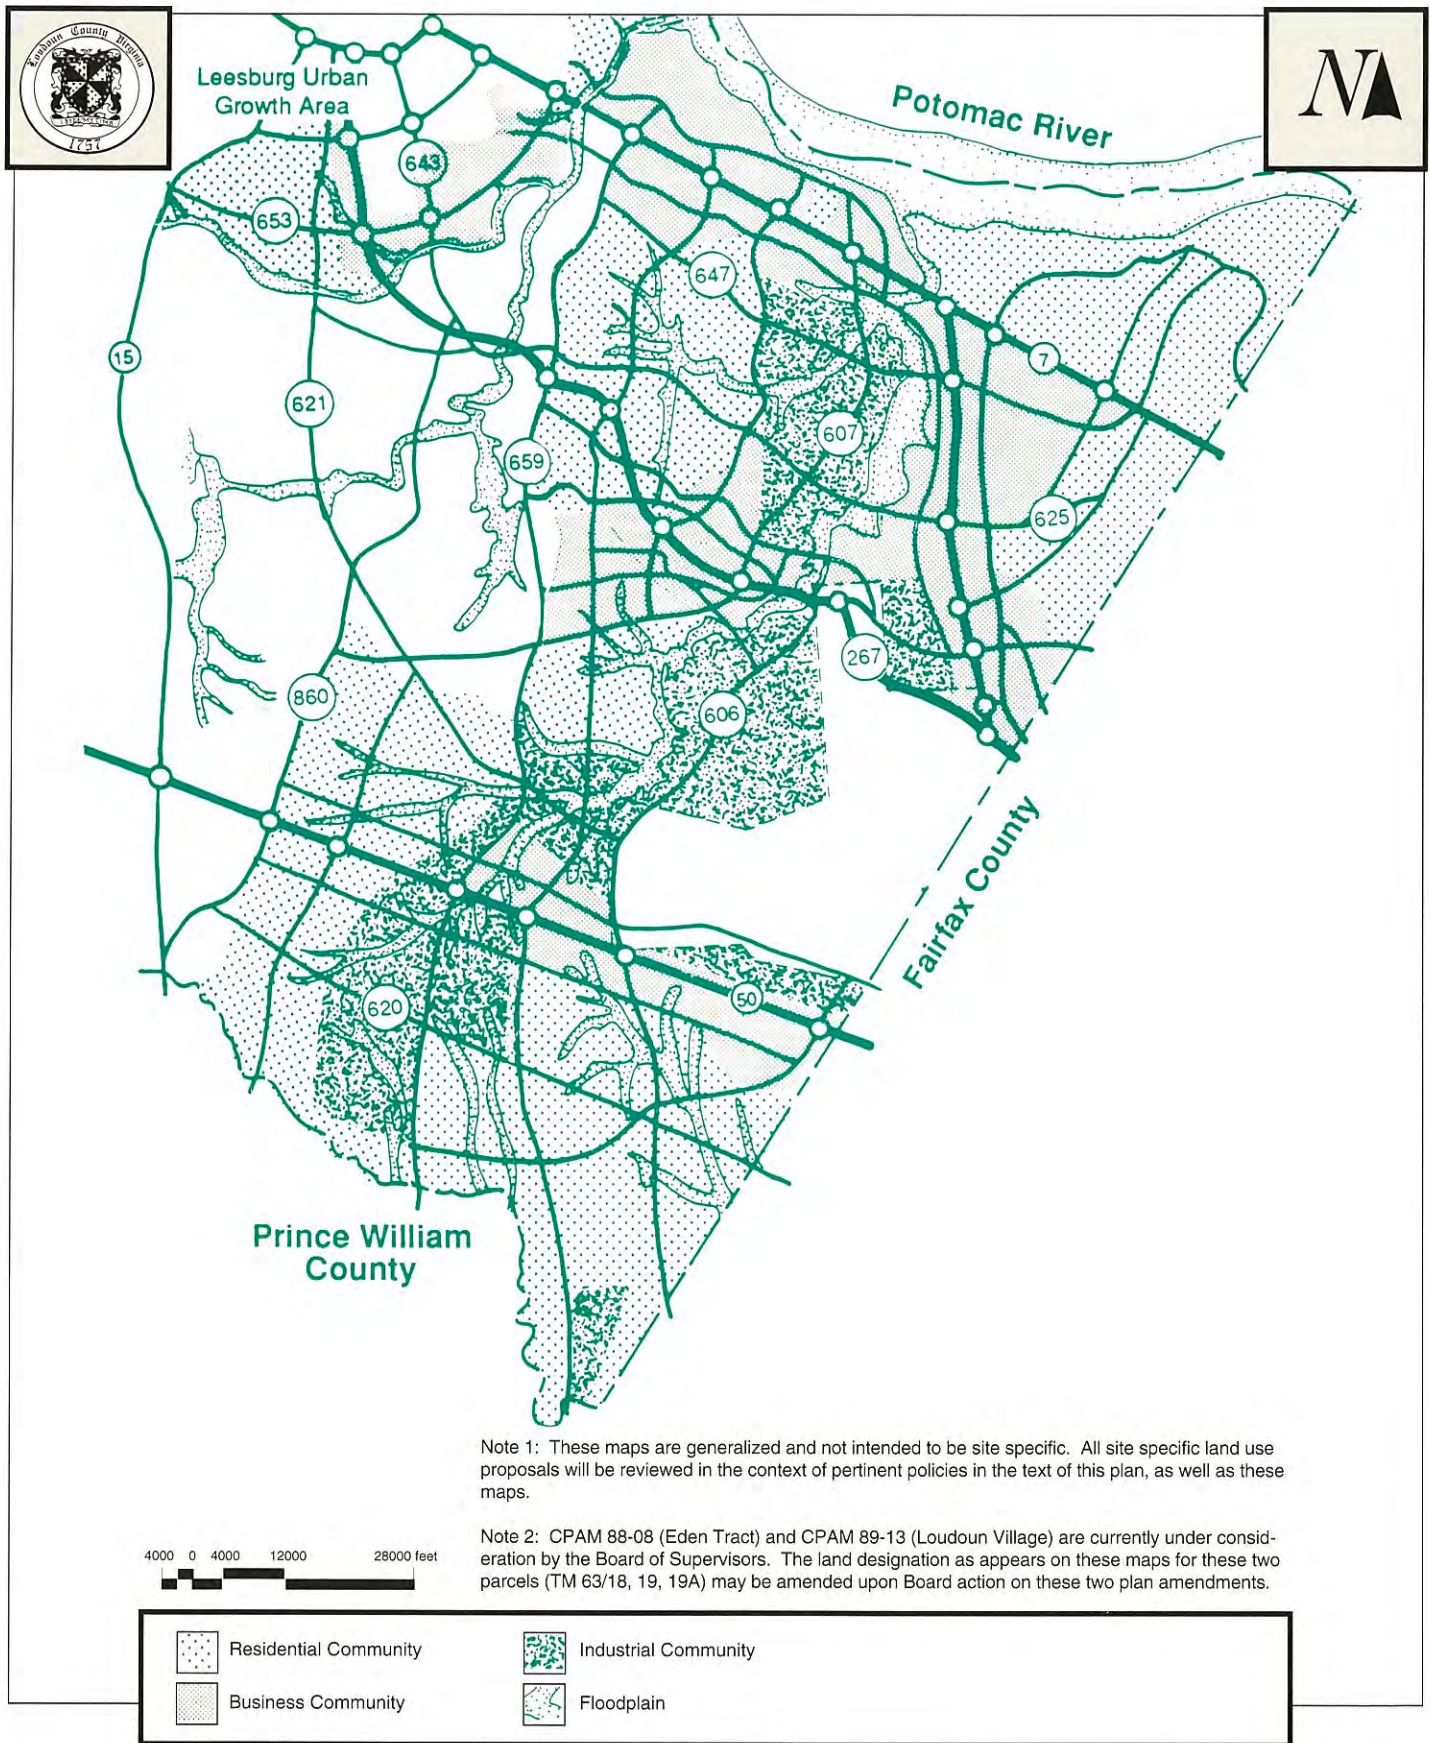 Loudoun County Virginia
1757
Leesburg Urban
Growth Area
Potomac River
N
643
653
647
15
7
621
607
659
625
267
860
606
Fairfax County
50
620
Prince William
County
Note 1: These maps are generalized and not intended to be site specific. All site specific land use
proposals will be reviewed in the context of pertinent policies in the text of this plan, as well as these
maps.
Note 2: CPAM 88-08 (Eden Tract) and CPAM 89-13 (Loudoun Village) are currently under consid-
eration by the Board of Supervisors. The land designation as appears on these maps for these two
parcels (TM 63/18, 19, 19A) may be amended upon Board action on these two plan amendments.
4000 0 4000 12000 28000 feet
Residential Community
Industrial Community
Business Community
Floodplain